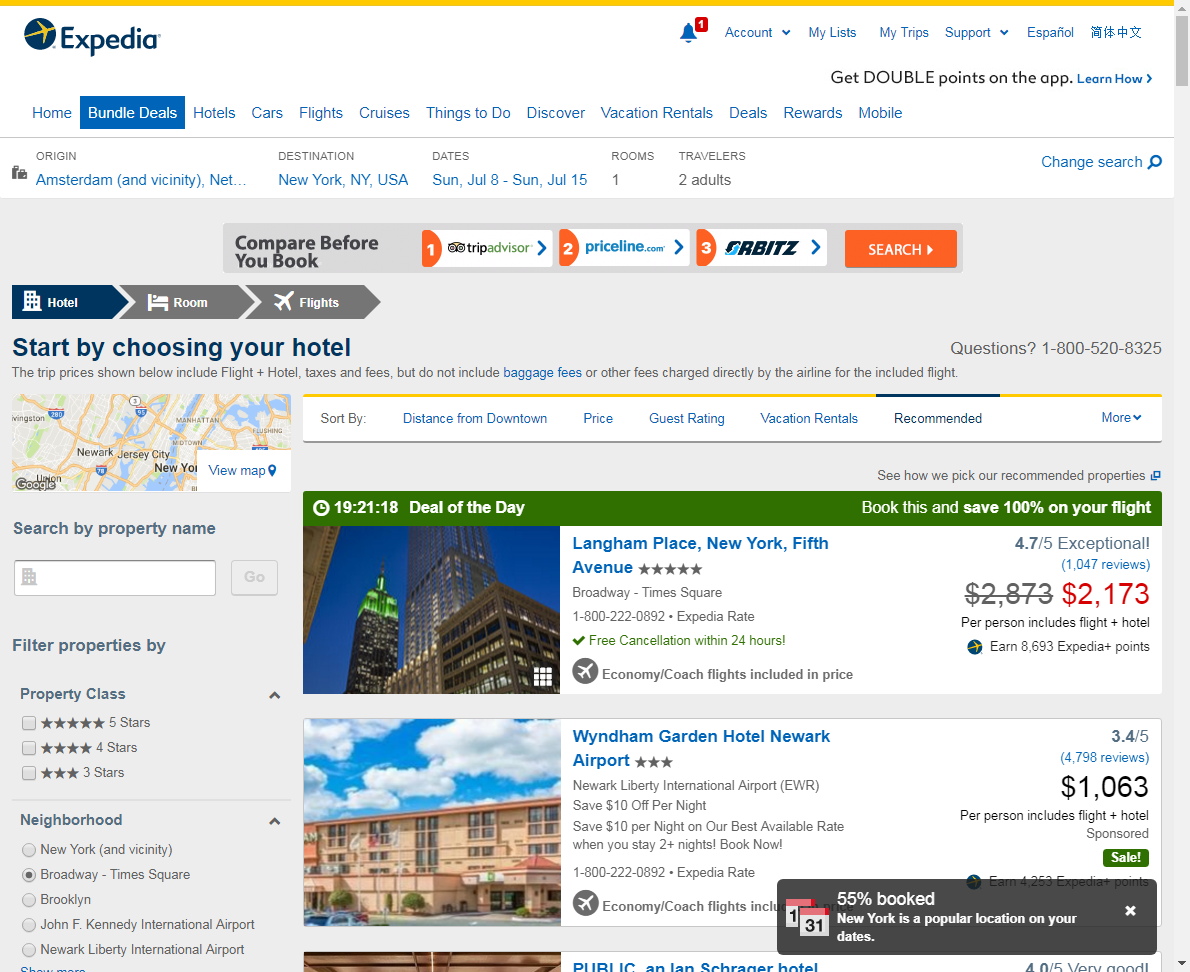 Expedia
1
Account
My Lists
My Trips
Support
Español
简体中文
Get DOUBLE points on the app. Learn How
Home
Bundle Deals
Hotels
Cars
Flights
Cruises
Things to Do
Discover
Vacation Rentals
Deals
Rewards
Mobile
ORIGIN
Amsterdam (and vicinity), Net...
DESTINATION
New York, NY, USA
DATES
Sun, Jul 8 - Sun, Jul 15
ROOMS
1
TRAVELERS
2 adults
Change search
Compare Before
You Book
1 tripadvisor
2 priceline.com
3 ORBITZ
SEARCH
Hotel
Room
Flights
Start by choosing your hotel
Questions? 1-800-520-8325
The trip prices shown below include Flight + Hotel, taxes and fees, but do not include baggage fees or other fees charged directly by the airline for the included flight.
vingston
280
3
95
MANHATTAN
FLUSHING
MIDTOWN
Newark
Jersey City
New Yor
78
Union
Google
View map
Sort By:
Distance from Downtown
Price
Guest Rating
Vacation Rentals
Recommended
More
See how we pick our recommended properties
Search by property name
Go
Filter properties by
Property Class
5 Stars
4 Stars
3 Stars
Neighborhood
New York (and vicinity)
Broadway - Times Square
Brooklyn
John F. Kennedy International Airport
Newark Liberty International Airport
Show more
19:21:18 Deal of the Day
Book this and save 100% on your flight
Langham Place, New York, Fifth
Avenue
Broadway - Times Square
1-800-222-0892 • Expedia Rate
Free Cancellation within 24 hours!
Economy/Coach flights included in price
4.7/5 Exceptional!
(1,047 reviews)
$2,873 $2,173
Per person includes flight + hotel
Earn 8,693 Expedia+ points
Wyndham Garden Hotel Newark
Airport
Newark Liberty International Airport (EWR)
Save $10 Off Per Night
Save $10 per Night on Our Best Available Rate
when you stay 2+ nights! Book Now!
1-800-222-0892 • Expedia Rate
Economy/Coach flights included in price
3.4/5
(4,798 reviews)
$1,063
Per person includes flight + hotel
Sponsored
Sale!
Earn 4,253 Expedia+ points
1
31
55% booked
New York is a popular location on your
dates.
PUBLIC, an Ian Schrager hotel
4.0/5 Very good!